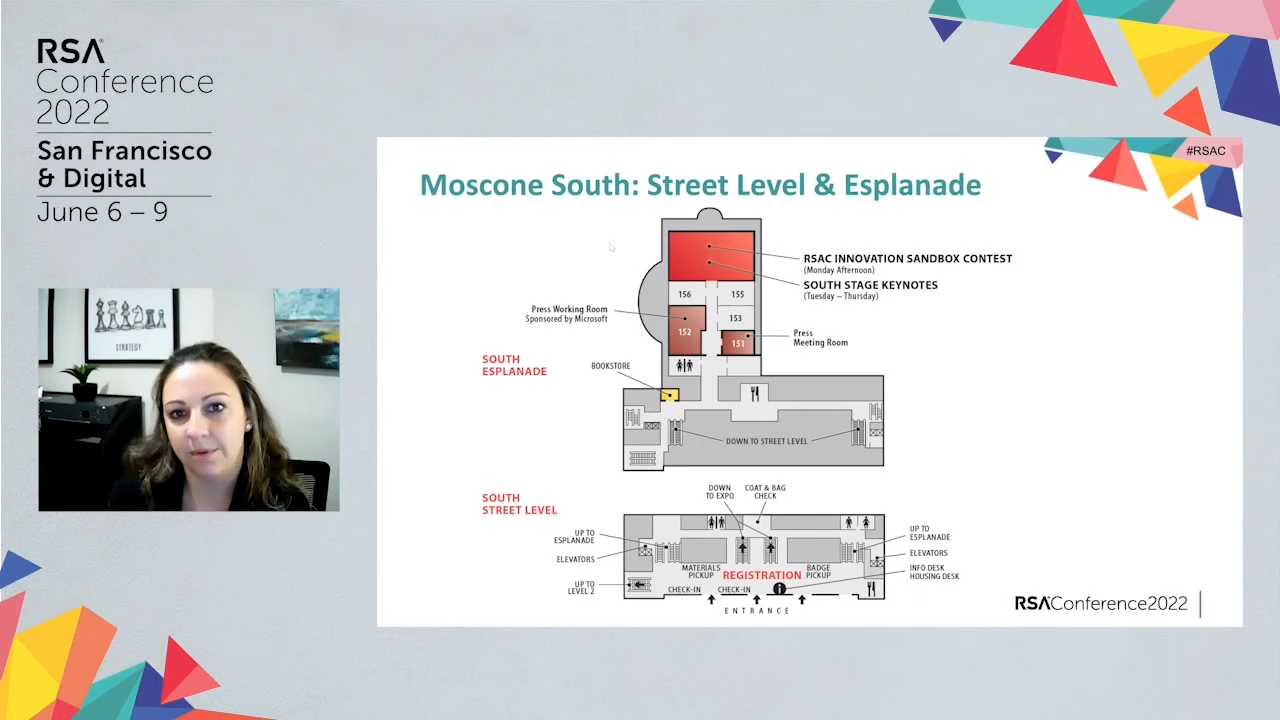 RSA
Conference
2022
San Francisco
& Digital
June 6 – 9
STRATEGY
#RSAC
Moscone South: Street Level & Esplanade
RSAC INNOVATION SANDBOX CONTEST
(Monday Afternoon)
SOUTH STAGE KEYNOTES
(Tuesday – Thursday)
156
155
153
152
151
Press Working Room
Sponsored by Microsoft
Press
Meeting Room
SOUTH
ESPLANADE
BOOKSTORE
DOWN TO STREET LEVEL
SOUTH
STREET LEVEL
DOWN
TO EXPO
COAT & BAG
CHECK
UP TO
ESPLANADE
ELEVATORS
UP TO
LEVEL 2
UP TO
ESPLANADE
ELEVATORS
INFO DESK
HOUSING DESK
MATERIALS
PICKUP
REGISTRATION
BADGE
PICKUP
CHECK-IN
CHECK-IN
i
ENTRANCE
RSAConference2022